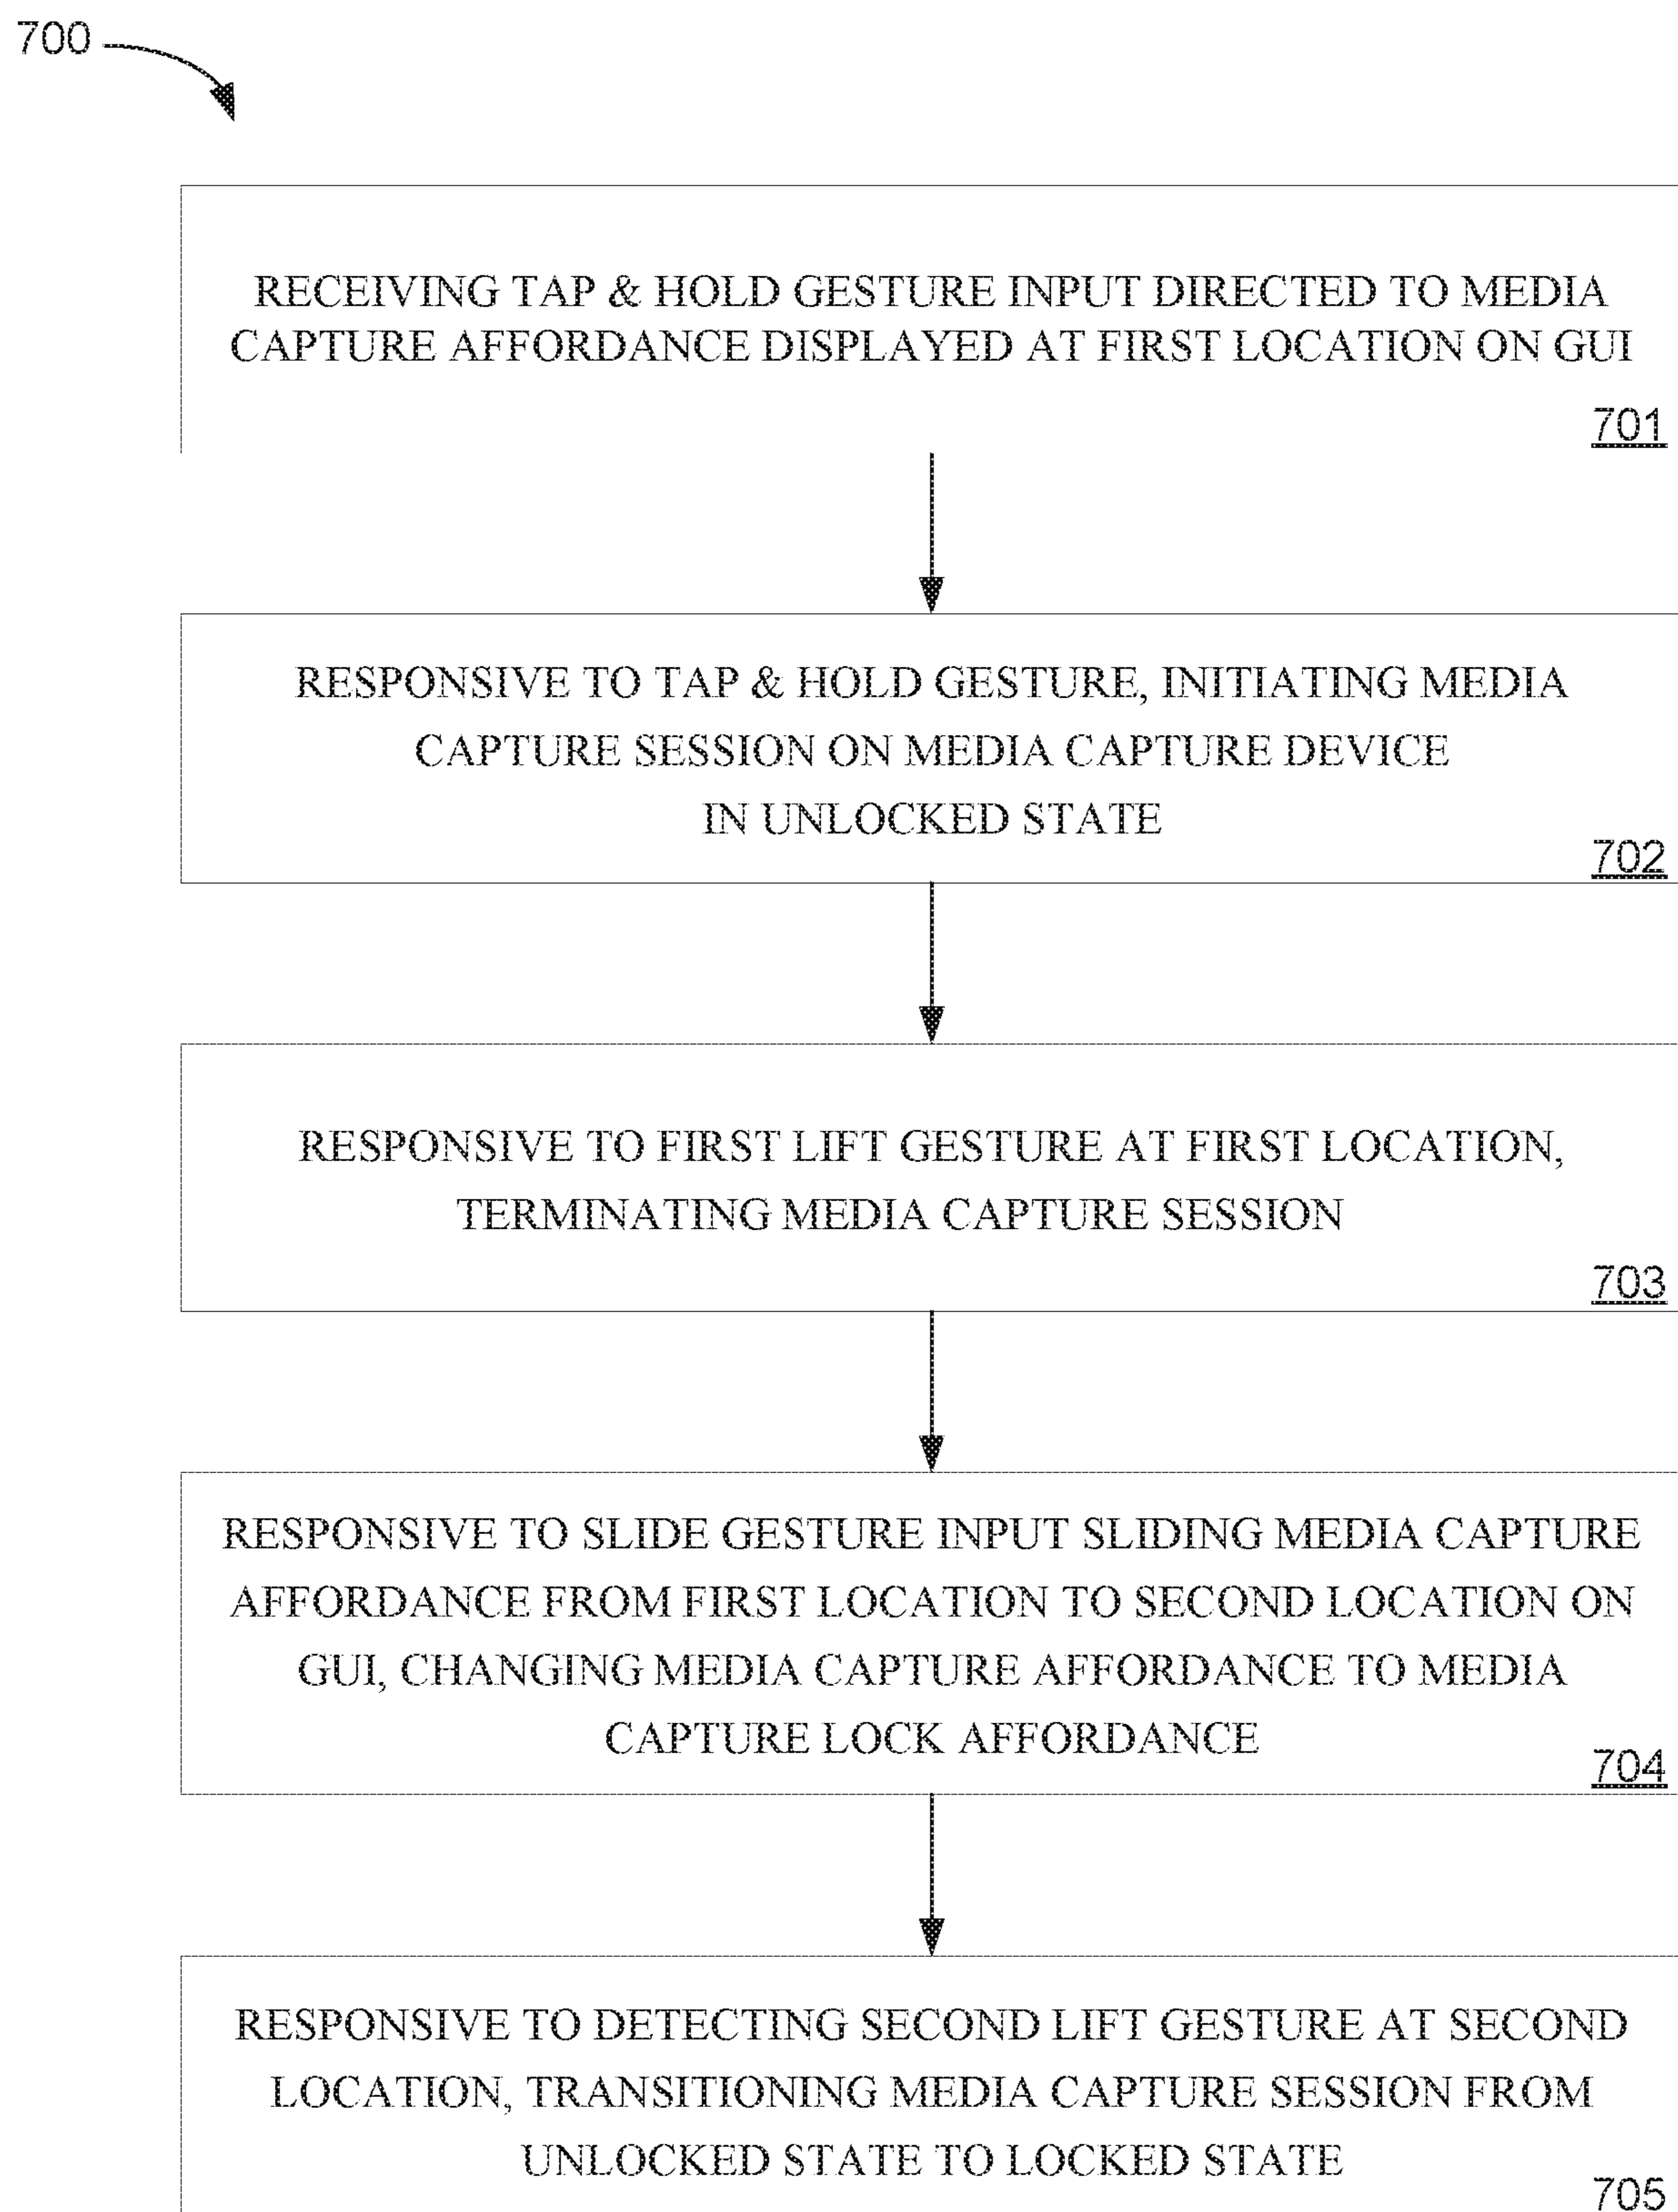 700
RECEIVING TAP & HOLD GESTURE INPUT DIRECTED TO MEDIA
CAPTURE AFFORDANCE DISPLAYED AT FIRST LOCATION ON GUI
701
RESPONSIVE TO TAP & HOLD GESTURE, INITIATING MEDIA
CAPTURE SESSION ON MEDIA CAPTURE DEVICE
IN UNLOCKED STATE
702
RESPONSIVE TO FIRST LIFT GESTURE AT FIRST LOCATION,
TERMINATING MEDIA CAPTURE SESSION
703
RESPONSIVE TO SLIDE GESTURE INPUT SLIDING MEDIA CAPTURE
AFFORDANCE FROM FIRST LOCATION TO SECOND LOCATION ON
GUI, CHANGING MEDIA CAPTURE AFFORDANCE TO MEDIA
CAPTURE LOCK AFFORDANCE
704
RESPONSIVE TO DETECTING SECOND LIFT GESTURE AT SECOND
LOCATION, TRANSITIONING MEDIA CAPTURE SESSION FROM
UNLOCKED STATE TO LOCKED STATE
705